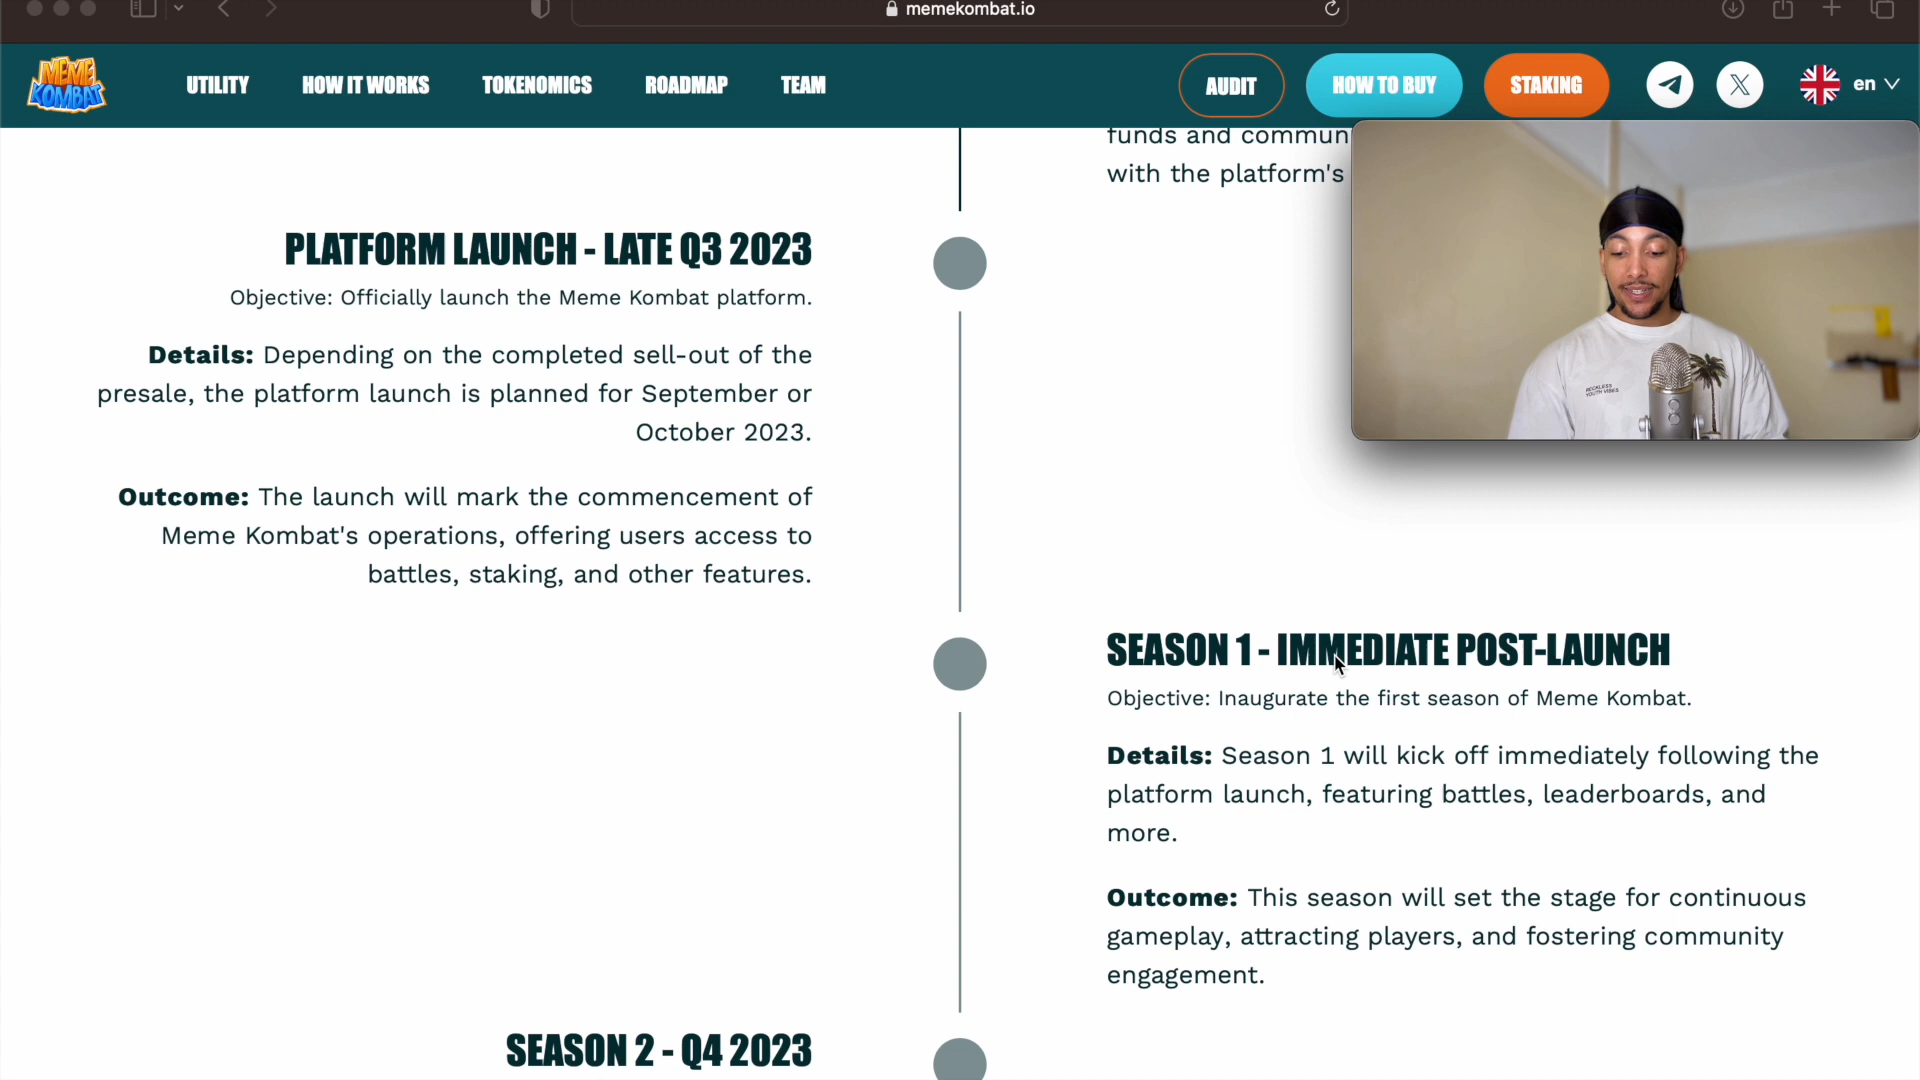 memekombat.io
MEME
KOMBAT
UTILITY
HOW IT WORKS
TOKENOMICS
ROADMAP
TEAM
AUDIT
HOW TO BUY
STAKING
en
funds and commun
with the platform's
PLATFORM LAUNCH - LATE Q3 2023
Objective: Officially launch the Meme Kombat platform.
Details: Depending on the completed sell-out of the
presale, the platform launch is planned for September or
October 2023.
Outcome: The launch will mark the commencement of
Meme Kombat's operations, offering users access to
battles, staking, and other features.
RECKLESS
YOUTH VIBES
SEASON 1 - IMMEDIATE POST-LAUNCH
Objective: Inaugurate the first season of Meme Kombat.
Details: Season 1 will kick off immediately following the
platform launch, featuring battles, leaderboards, and
more.
Outcome: This season will set the stage for continuous
gameplay, attracting players, and fostering community
engagement.
SEASON 2 - Q4 2023